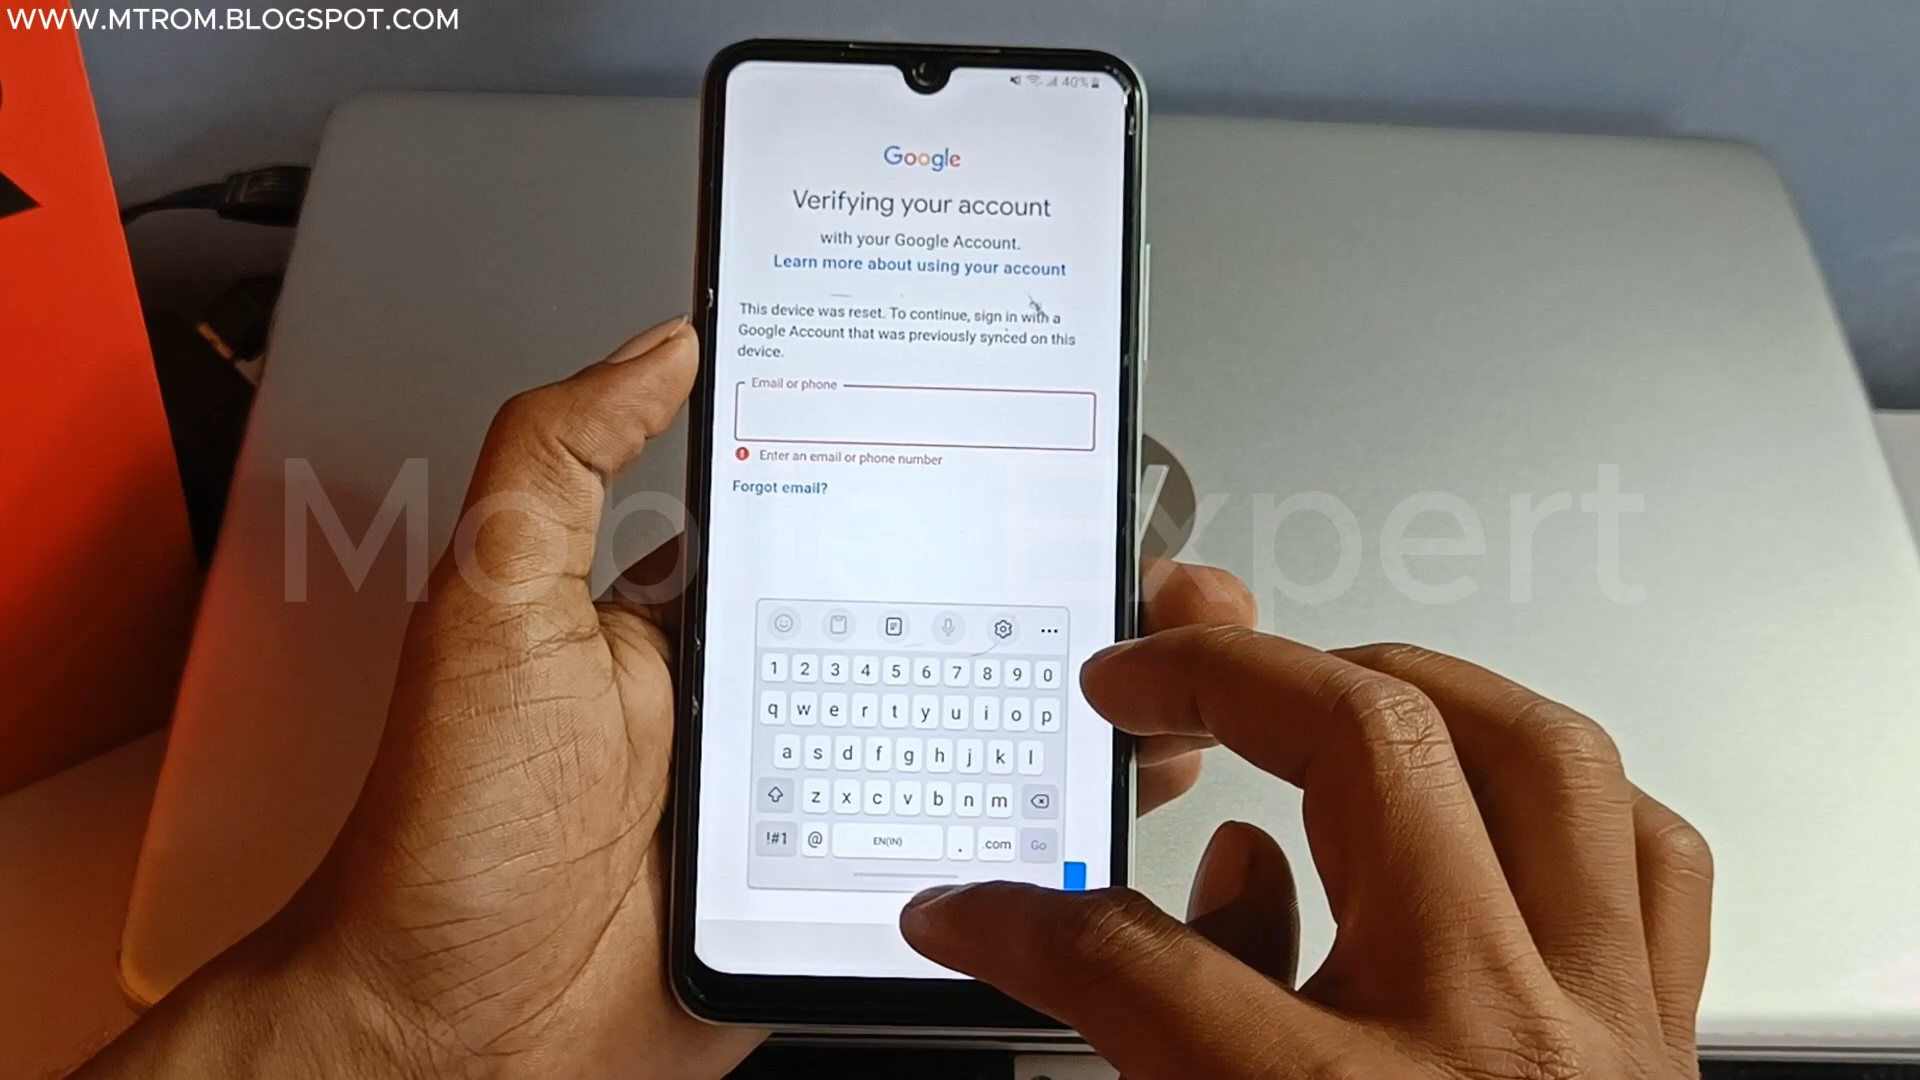 WWW.MTROM.BLOGSPOT.COM
40%
Google
Verifying your account
with your Google Account.
Learn more about using your account
This device was reset. To continue, sign in with a
Google Account that was previously synced on this
device.
Email or phone
Enter an email or phone number
Forgot email?
Mobile Expert
1 2 3 4 5 6 7 8 9 0
q w e r t y u i o p
a s d f g h j k l
z x c v b n m
!#1 @ EN(IN) . .com Go